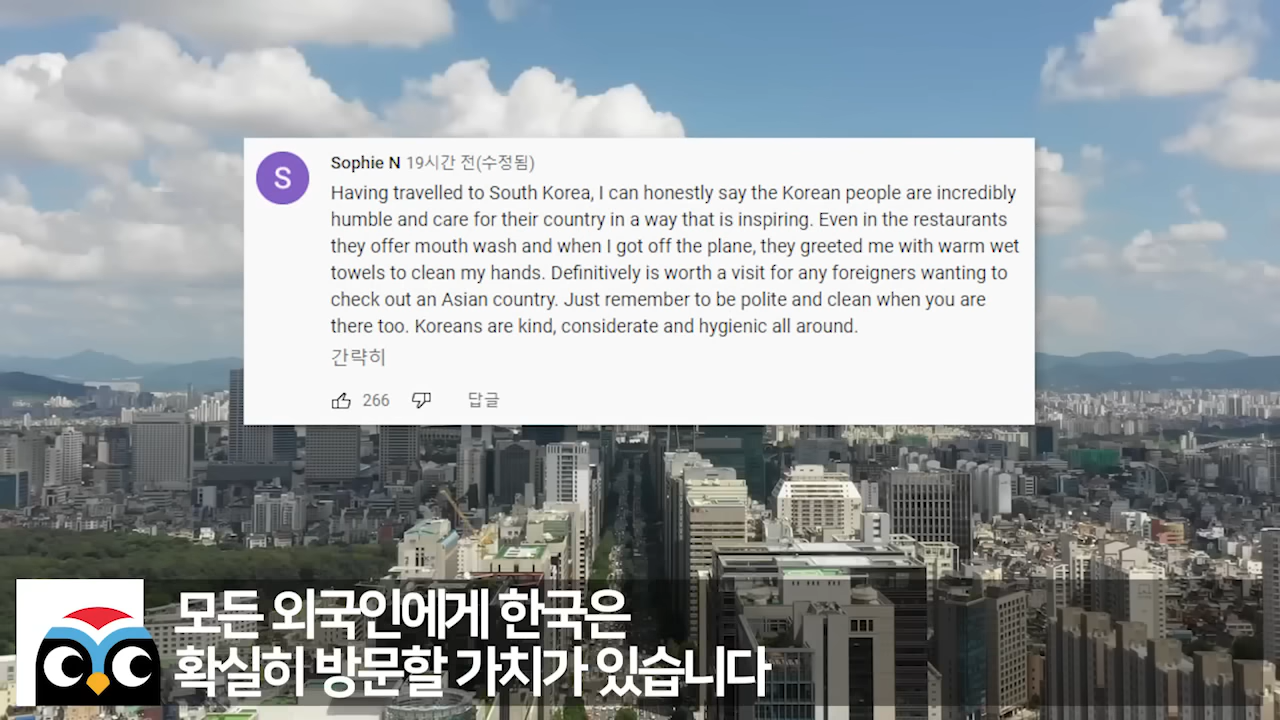 S
Sophie N 19시간 전(수정됨)
Having travelled to South Korea, I can honestly say the Korean people are incredibly
humble and care for their country in a way that is inspiring. Even in the restaurants
they offer mouth wash and when I got off the plane, they greeted me with warm wet
towels to clean my hands. Definitively is worth a visit for any foreigners wanting to
check out an Asian country. Just remember to be polite and clean when you are
there too. Koreans are kind, considerate and hygienic all around.
간략히
266 답글
모든 외국인에게 한국은
확실히 방문할 가치가 있습니다